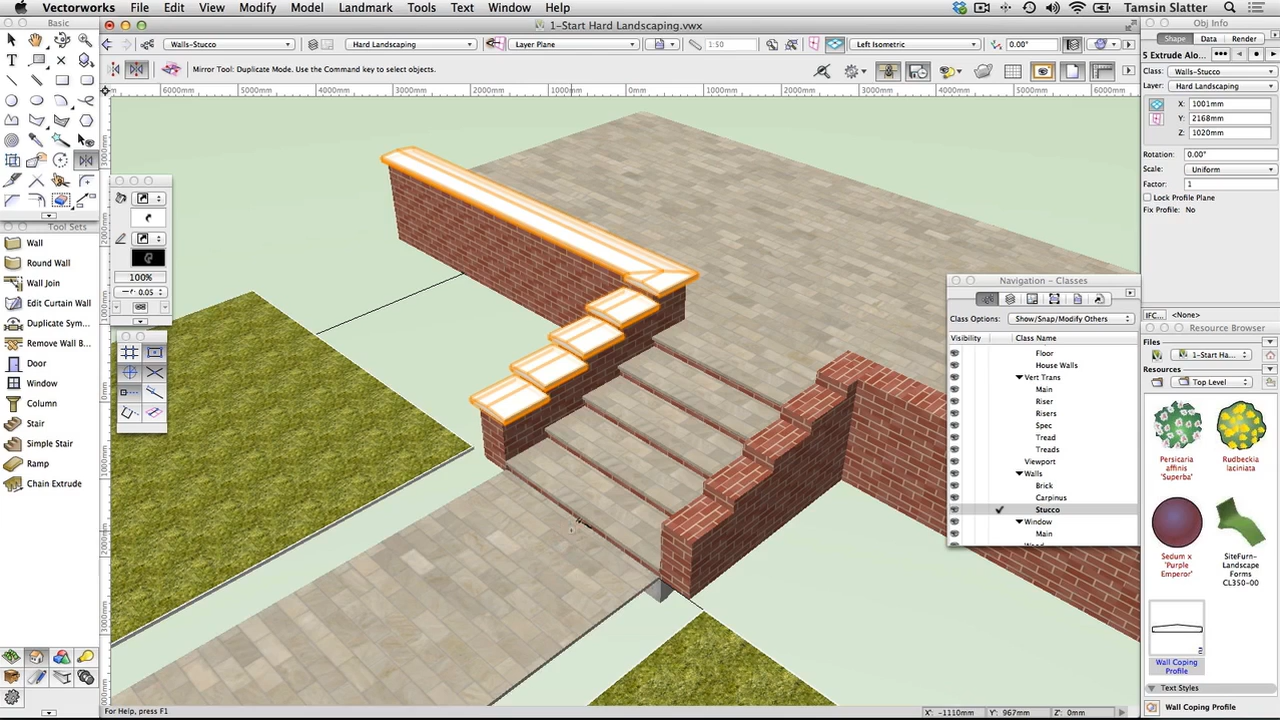 Vectorworks File Edit View Modify Model Landmark Tools Text Window Help Tamsin Slatter
Basic
1-Start Hard Landscaping.vwx
Obj Info
Walls-Stucco
Hard Landscaping
Layer Plane
1:50
Left Isometric
0.00°
Shape Data Render
Mirror Tool: Duplicate Mode. Use the Command key to select objects.
5 Extrude Alo...
Class: Walls-Stucco
Layer: Hard Landscaping
X: 1001mm
Y: 2168mm
Z: 1020mm
Rotation: 0.00°
Scale: Uniform
Factor: 1
Lock Profile Plane
Fix Profile: No
6000mm 5000mm 4000mm 3000mm 2000mm 1000mm 0mm 1000mm 2000mm 3000mm 4000mm 5000mm 6000mm
100%
0.05
Tool Sets
Wall
Round Wall
Wall Join
Edit Curtain Wall
Duplicate Sym...
Remove Wall B...
Door
Window
Column
Stair
Simple Stair
Ramp
Chain Extrude
Navigation - Classes
Class Options: Show/Snap/Modify Others
Visibility Class Name
Floor
House Walls
Vert Trans
Main
Riser
Risers
Spec
Tread
Treads
Viewport
Walls
Brick
Carpinus
Stucco
Window
Main
IFC... <None>
Resource Browser
Files
1-Start Ha...
Resources
Top Level
Persicaria affinis 'Superba'
Rudbeckia laciniata
Sedum x 'Purple Emperor'
SiteFurn-Landscape Forms CL350-00
Wall Coping Profile
Text Styles
Wall Coping Profile
For Help, press F1
X: -1110mm Y: 967mm Z: 0mm